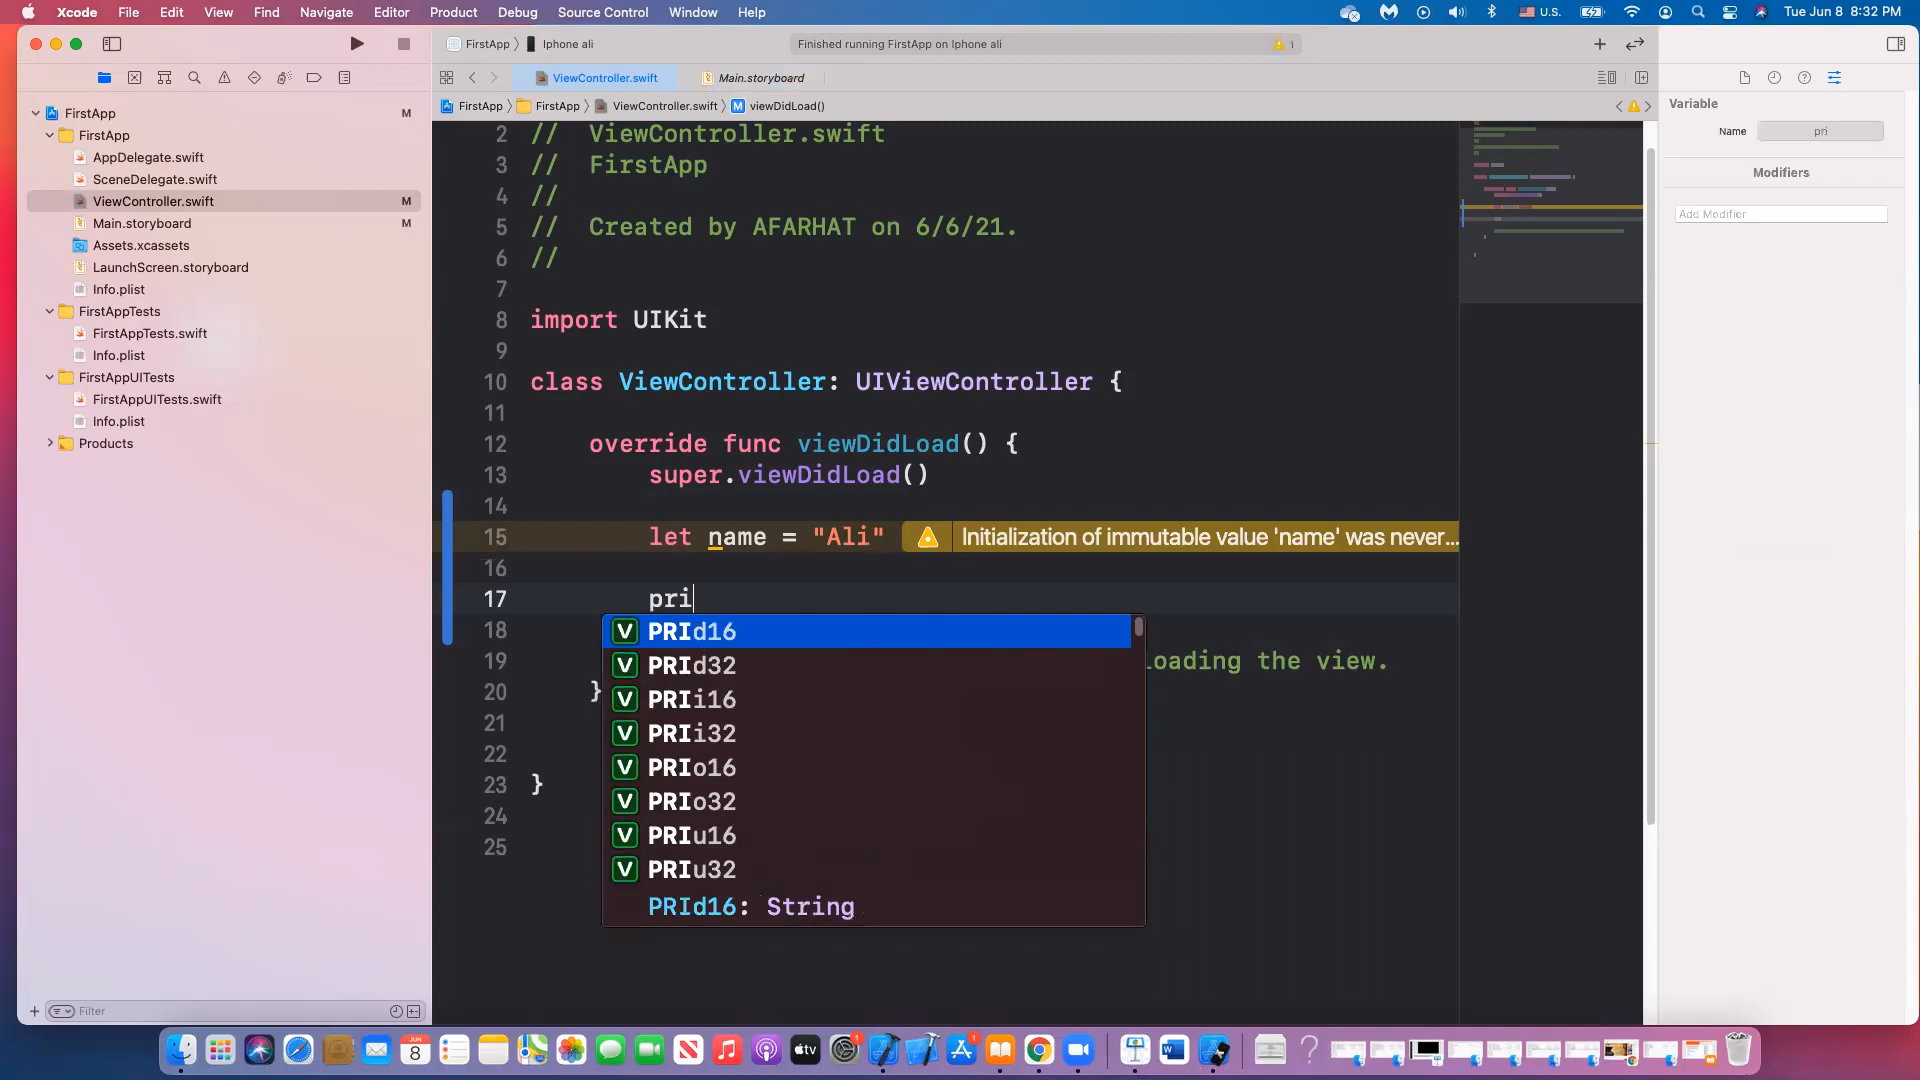 Xcode File Edit View Find Navigate Editor Product Debug Source Control Window Help
U.S. Tue Jun 8 8:32 PM
FirstApp Iphone ali Finished running FirstApp on Iphone ali 1
ViewController.swift Main.storyboard
FirstApp FirstApp ViewController.swift M viewDidLoad()
FirstApp M
FirstApp
AppDelegate.swift
SceneDelegate.swift
ViewController.swift M
Main.storyboard M
Assets.xcassets
LaunchScreen.storyboard
Info.plist
FirstAppTests
FirstAppTests.swift
Info.plist
FirstAppUITests
FirstAppUITests.swift
Info.plist
Products
Filter
2 // ViewController.swift
3 // FirstApp
4 //
5 // Created by AFARHAT on 6/6/21.
6 //
7
8 import UIKit
9
10 class ViewController: UIViewController {
11
12 override func viewDidLoad() {
13 super.viewDidLoad()
14
15 let name = "Ali" Initialization of immutable value 'name' was never...
16
17 pri
18
19 loading the view.
20 }
21
22
23 }
24
25
V PRId16
V PRId32
V PRIi16
V PRIi32
V PRIo16
V PRIo32
V PRIu16
V PRIu32
PRId16: String
Variable
Name pri
Modifiers
Add Modifier
JUN
8
tv
1
1
W